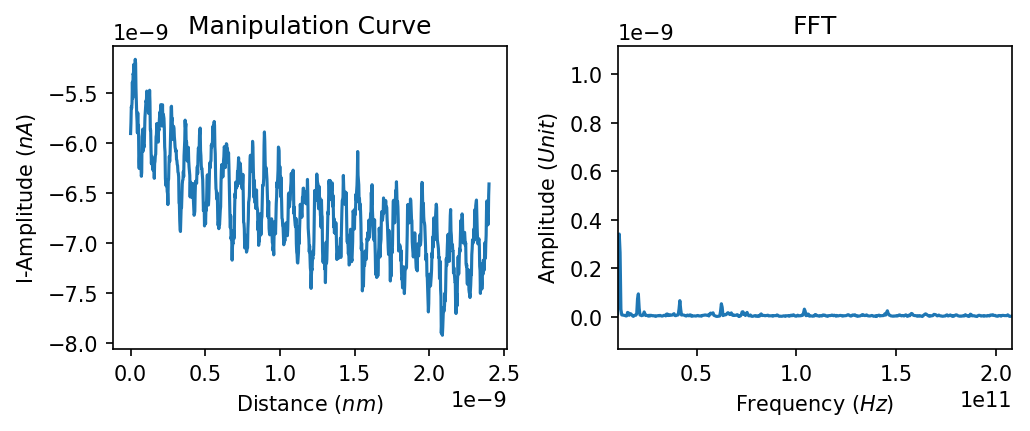 Manipulation Curve
1e−9
I-Amplitude (nA)
−5.5
−6.0
−6.5
−7.0
−7.5
−8.0
0.0 0.5 1.0 1.5 2.0 2.5
Distance (nm)
1e−9
FFT
1e−9
Amplitude (Unit)
1.0
0.8
0.6
0.4
0.2
0.0
0.5 1.0 1.5 2.0
Frequency (Hz)
1e11